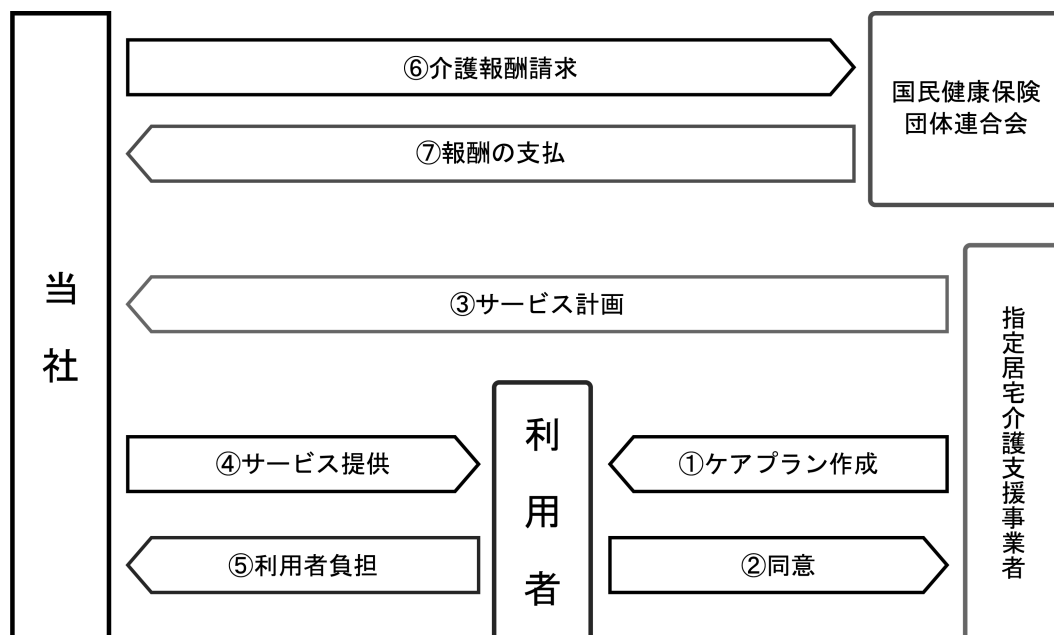 ⑥介護報酬請求
国民健康保険
団体連合会
⑦報酬の支払
当社
③サービス計画
指定居宅介護支援事業者
利用者
④サービス提供
①ケアプラン作成
⑤利用者負担
②同意